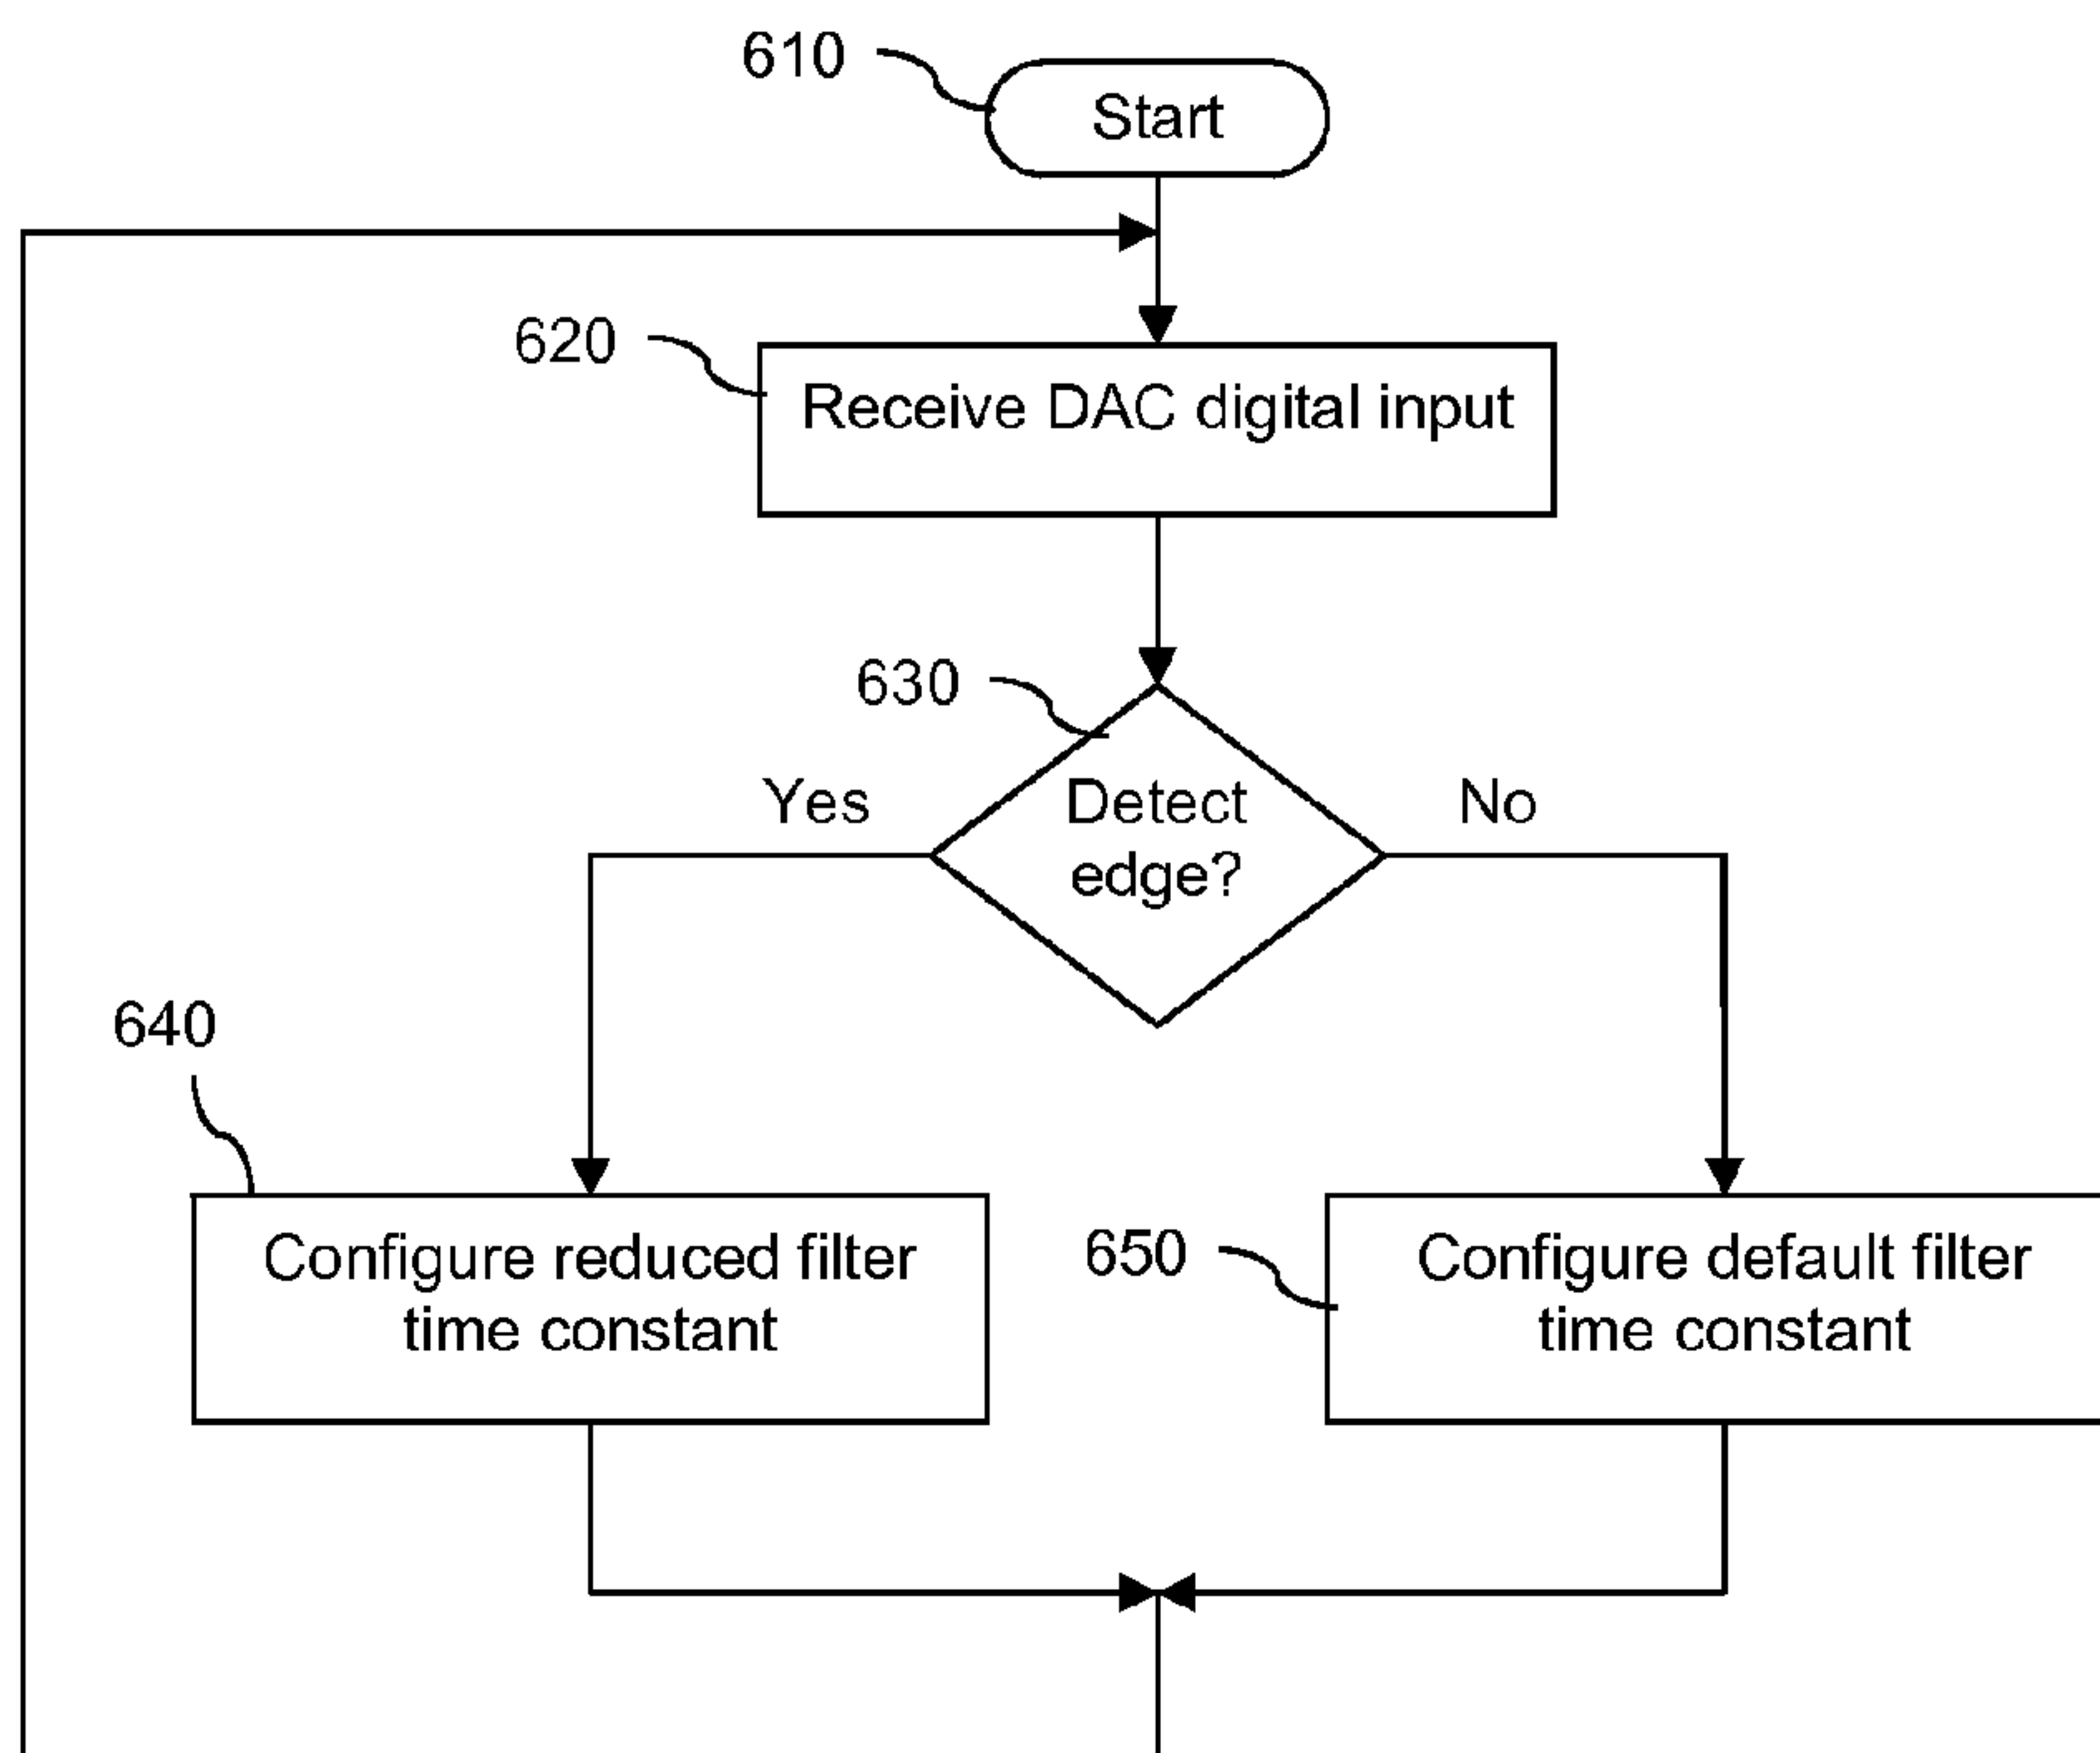 610
Start
620
Receive DAC digital input
630
Yes
Detect
edge?
No
640
Configure reduced filter
time constant
650
Configure default filter
time constant